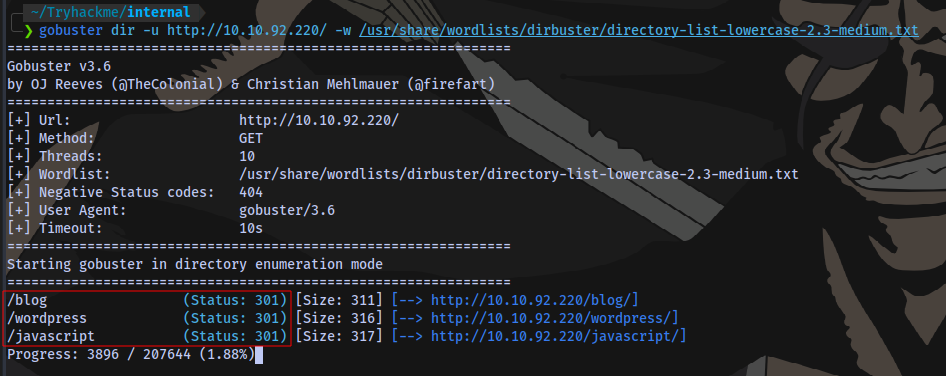 ~/Tryhackme/internal
❯ gobuster dir -u http://10.10.92.220/ -w /usr/share/wordlists/dirbuster/directory-list-lowercase-2.3-medium.txt
===============================================================
Gobuster v3.6
by OJ Reeves (@TheColonial) & Christian Mehlmauer (@firefart)
===============================================================
[+] Url:                     http://10.10.92.220/
[+] Method:                  GET
[+] Threads:                 10
[+] Wordlist:                /usr/share/wordlists/dirbuster/directory-list-lowercase-2.3-medium.txt
[+] Negative Status codes:   404
[+] User Agent:              gobuster/3.6
[+] Timeout:                 10s
===============================================================
Starting gobuster in directory enumeration mode
===============================================================
/blog                 (Status: 301) [Size: 311] [--> http://10.10.92.220/blog/]
/wordpress            (Status: 301) [Size: 316] [--> http://10.10.92.220/wordpress/]
/javascript           (Status: 301) [Size: 317] [--> http://10.10.92.220/javascript/]
Progress: 3896 / 207644 (1.88%)